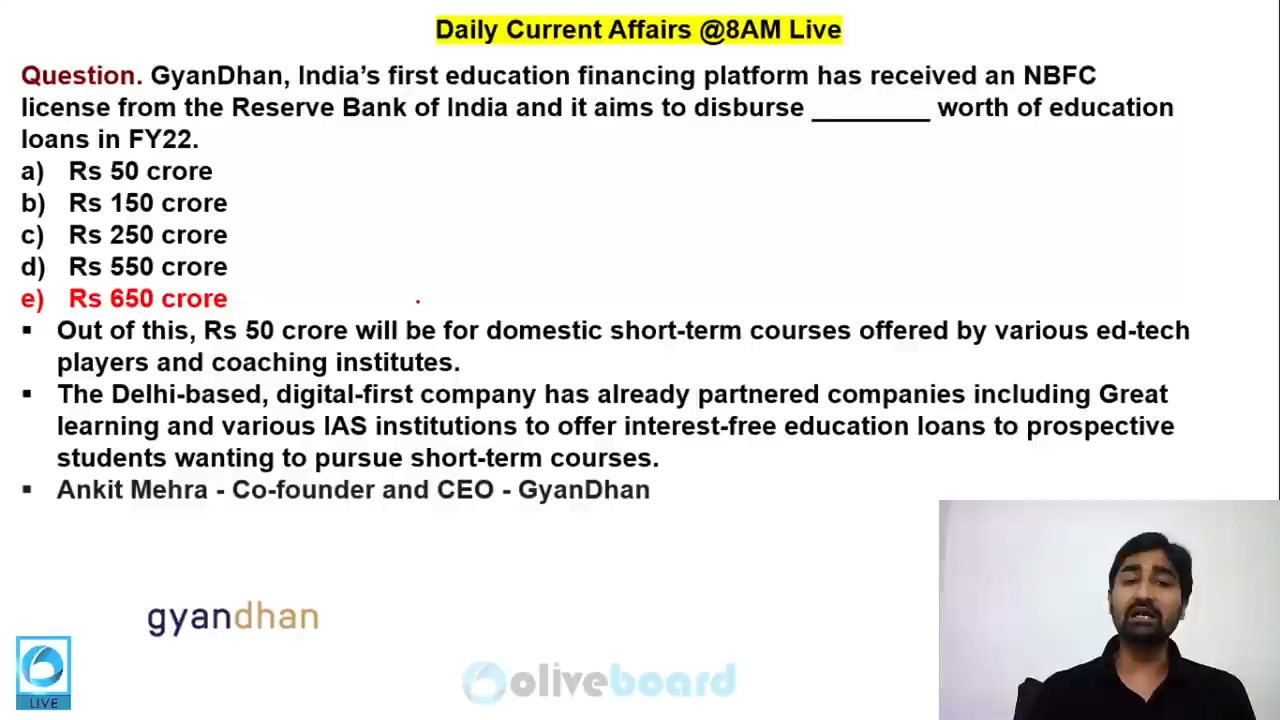 Daily Current Affairs @8AM Live
Question. GyanDhan, India’s first education financing platform has received an NBFC
license from the Reserve Bank of India and it aims to disburse ________ worth of education
loans in FY22.
a) Rs 50 crore
b) Rs 150 crore
c) Rs 250 crore
d) Rs 550 crore
e) Rs 650 crore
▪ Out of this, Rs 50 crore will be for domestic short-term courses offered by various ed-tech
players and coaching institutes.
▪ The Delhi-based, digital-first company has already partnered companies including Great
learning and various IAS institutions to offer interest-free education loans to prospective
students wanting to pursue short-term courses.
▪ Ankit Mehra - Co-founder and CEO - GyanDhan
gyandhan
oliveboard
LIVE